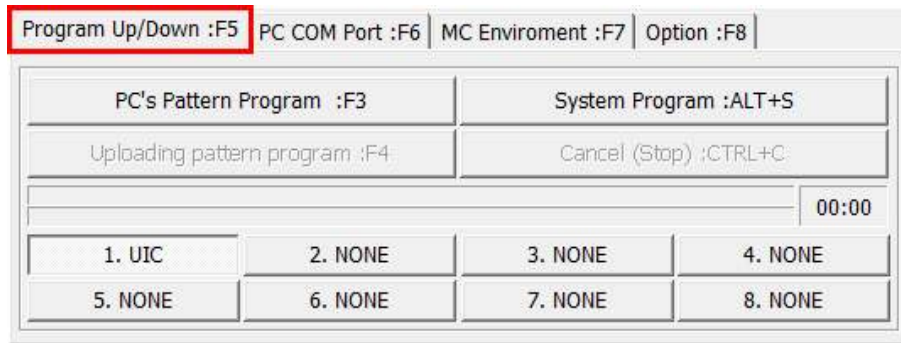 Program Up/Down :F5 PC COM Port :F6 MC Enviroment :F7 Option :F8
PC's Pattern Program :F3 System Program :ALT+S
Uploading pattern program :F4 Cancel (Stop) :CTRL+C
00:00
1. UIC 2. NONE 3. NONE 4. NONE
5. NONE 6. NONE 7. NONE 8. NONE